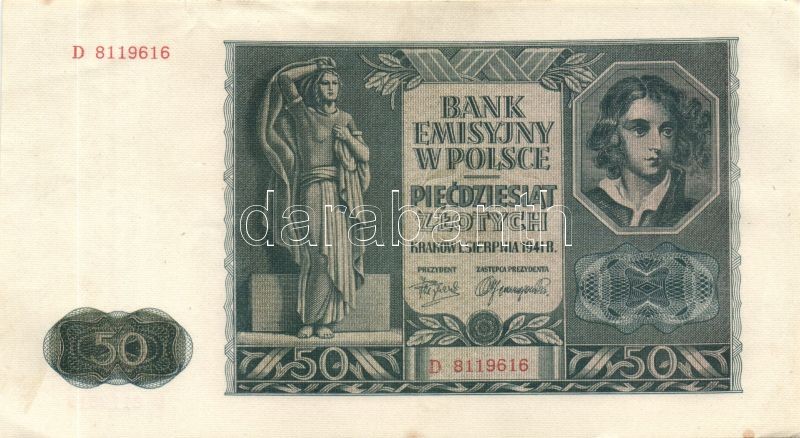 D 8119616
BANK
EMISYJNY
W POLSCE
PIĘĆDZIESIĄT
ZŁOTYCH
KRAKÓW 1. SIERPNIA 1941 R.
PREZYDENT ZASTĘPCA PREZYDENTA
50
50
D 8119616
50